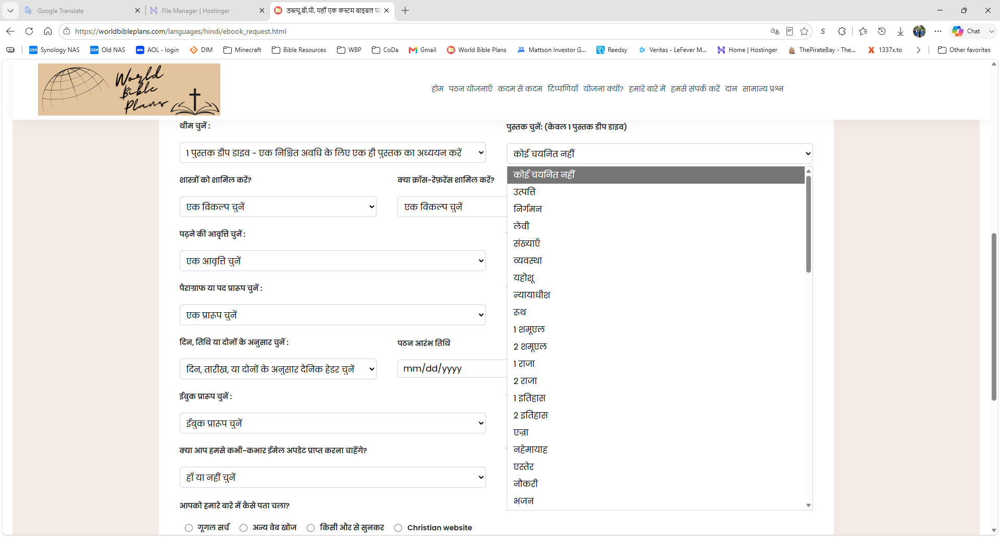 Google Translate
File Manager | Hostinger
डब्ल्यू.बी.पी. यहाँ एक कस्टम बाइबल
https://worldbibleplans.com/languages/hindi/ebook_request.html
Chat
Synology NAS
Old NAS
AOL - login
DIM
Minecraft
Bible Resources
WBP
CoDa
Gmail
World Bible Plans
Mattson Investor G...
Reedsy
Veritas - LeFever M...
Home | Hostinger
ThePirateBay - The...
1337x.to
Other favorites
World
Bible
Plans
होम पठन योजनाएँ कदम से कदम टिप्पणियाँ योजना क्यों? हमारे बारे में हमसे संपर्क करें दान सामान्य प्रश्न
थीम चुनें :
1 पुस्तक डीप डाइव - एक निश्चित अवधि के लिए एक ही पुस्तक का अध्ययन करें
पुस्तक चुनें: (केवल 1 पुस्तक डीप डाइव)
कोई चयनित नहीं
शास्त्रों को शामिल करें?
एक विकल्प चुनें
क्या क्रॉस-रेफ़रेंस शामिल करें?
एक विकल्प चुनें
पढ़ने की आवृत्ति चुनें :
एक आवृत्ति चुनें
पैराग्राफ या पद प्रारूप चुनें :
एक प्रारूप चुनें
दिन, तिथि या दोनों के अनुसार चुनें :
दिन, तारीख, या दोनों के अनुसार दैनिक हेडर चुनें
पठन आरंभ तिथि
mm/dd/yyyy
ईबुक प्रारूप चुनें :
ईबुक प्रारूप चुनें
क्या आप हमसे कभी-कभार ईमेल अपडेट प्राप्त करना चाहेंगे?
हाँ या नहीं चुनें
आपको हमारे बारे में कैसे पता चला?
गूगल सर्च
अन्य वेब खोज
किसी और से सुनकर
Christian website
कोई चयनित नहीं
उत्पत्ति
निर्गमन
लेवी
संख्याएँ
व्यवस्था
यहोशू
न्यायाधीश
रूथ
1 शमूएल
2 शमूएल
1 राजा
2 राजा
1 इतिहास
2 इतिहास
एज्रा
नहेमायाह
एस्तेर
नौकरी
भजन